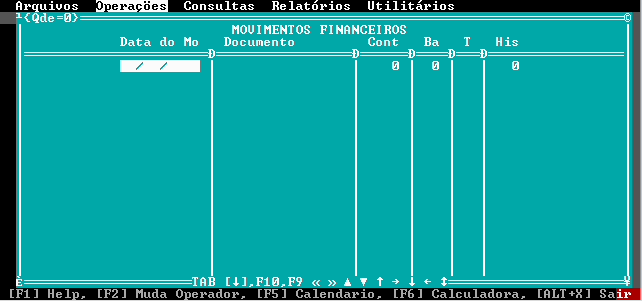 Arquivos Operações Consultas Relatórios Utilitários
¹{Qde=0} ©
MOVIMENTOS FINANCEIROS
Data do Mo Documento Cont Ba T His
Ð Ð Ð Ð Ð
/ / 0 0 0
È TAB [↓],F10,F9 « » ▲ ▼ ↑ → ↓ ← ↕ ¥
[F1] Help, [F2] Muda Operador, [F5] Calendario, [F6] Calculadora, [ALT+X] Sair